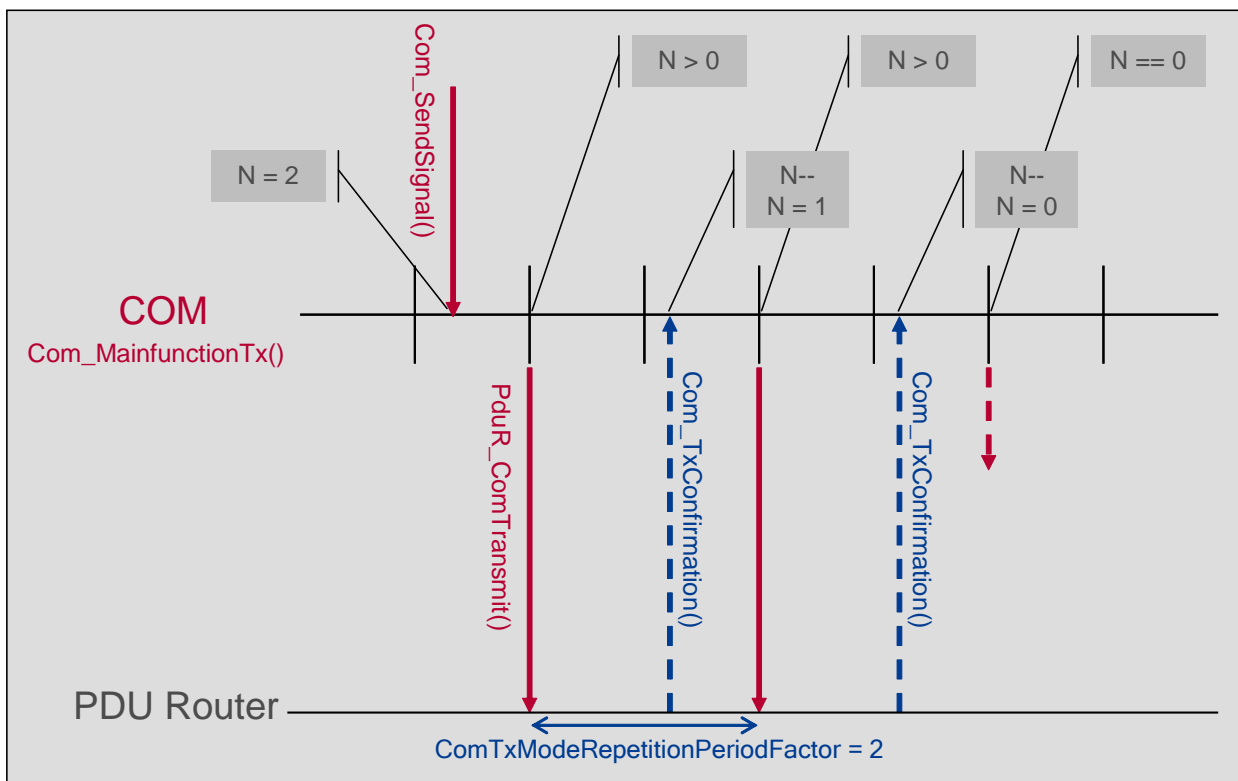 Com_SendSignal()
N > 0
N > 0
N == 0
N = 2
N--
N = 1
N--
N = 0
COM
Com_MainfunctionTx()
PduR_ComTransmit()
Com_TxConfirmation()
Com_TxConfirmation()
PDU Router
ComTxModeRepetitionPeriodFactor = 2